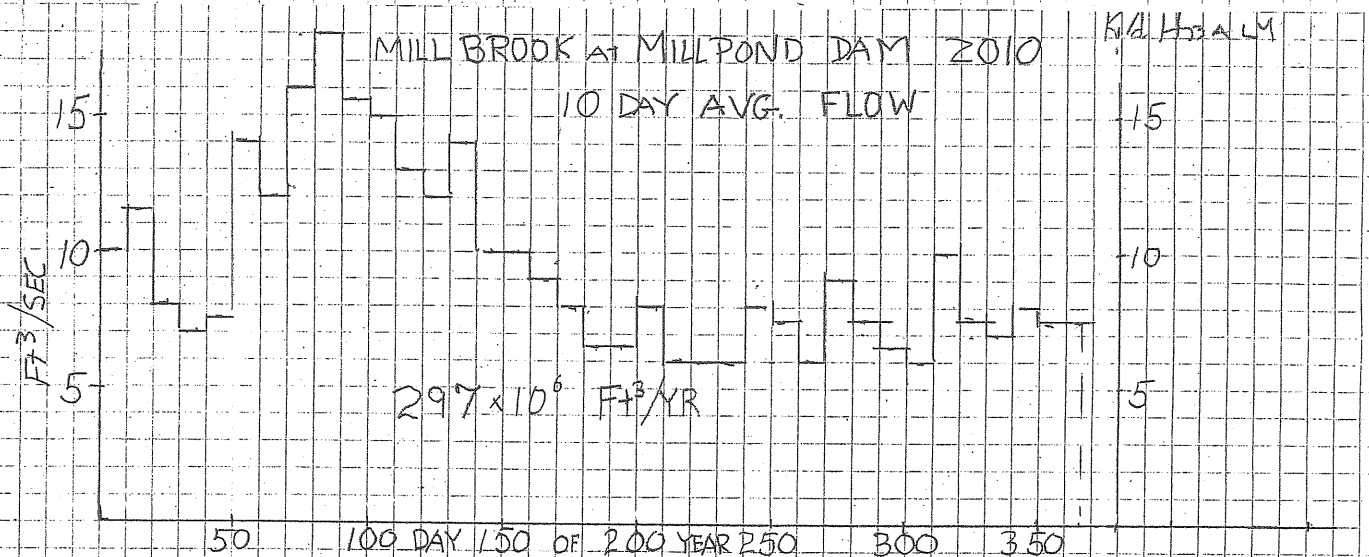 MILL BROOK AT MILLPOND DAM 2010
10 DAY AVG. FLOW
15
15
10
10
Ft³/SEC
5
5
297 x 10⁶ Ft³/YR
50 100 DAY 150 OF 200 YEAR 250 300 350